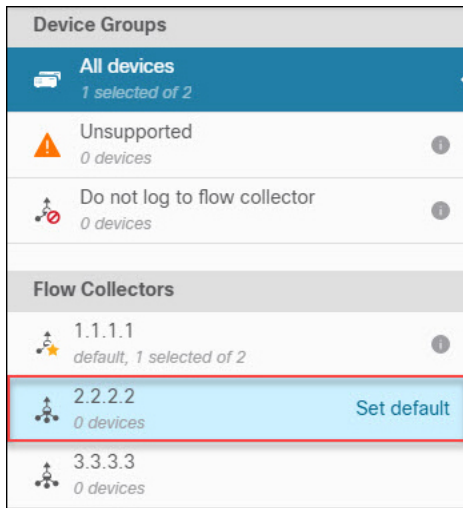 Device Groups
All devices
1 selected of 2
Unsupported
0 devices
Do not log to flow collector
0 devices
Flow Collectors
1.1.1.1
default, 1 selected of 2
2.2.2.2
Set default
0 devices
3.3.3.3
0 devices